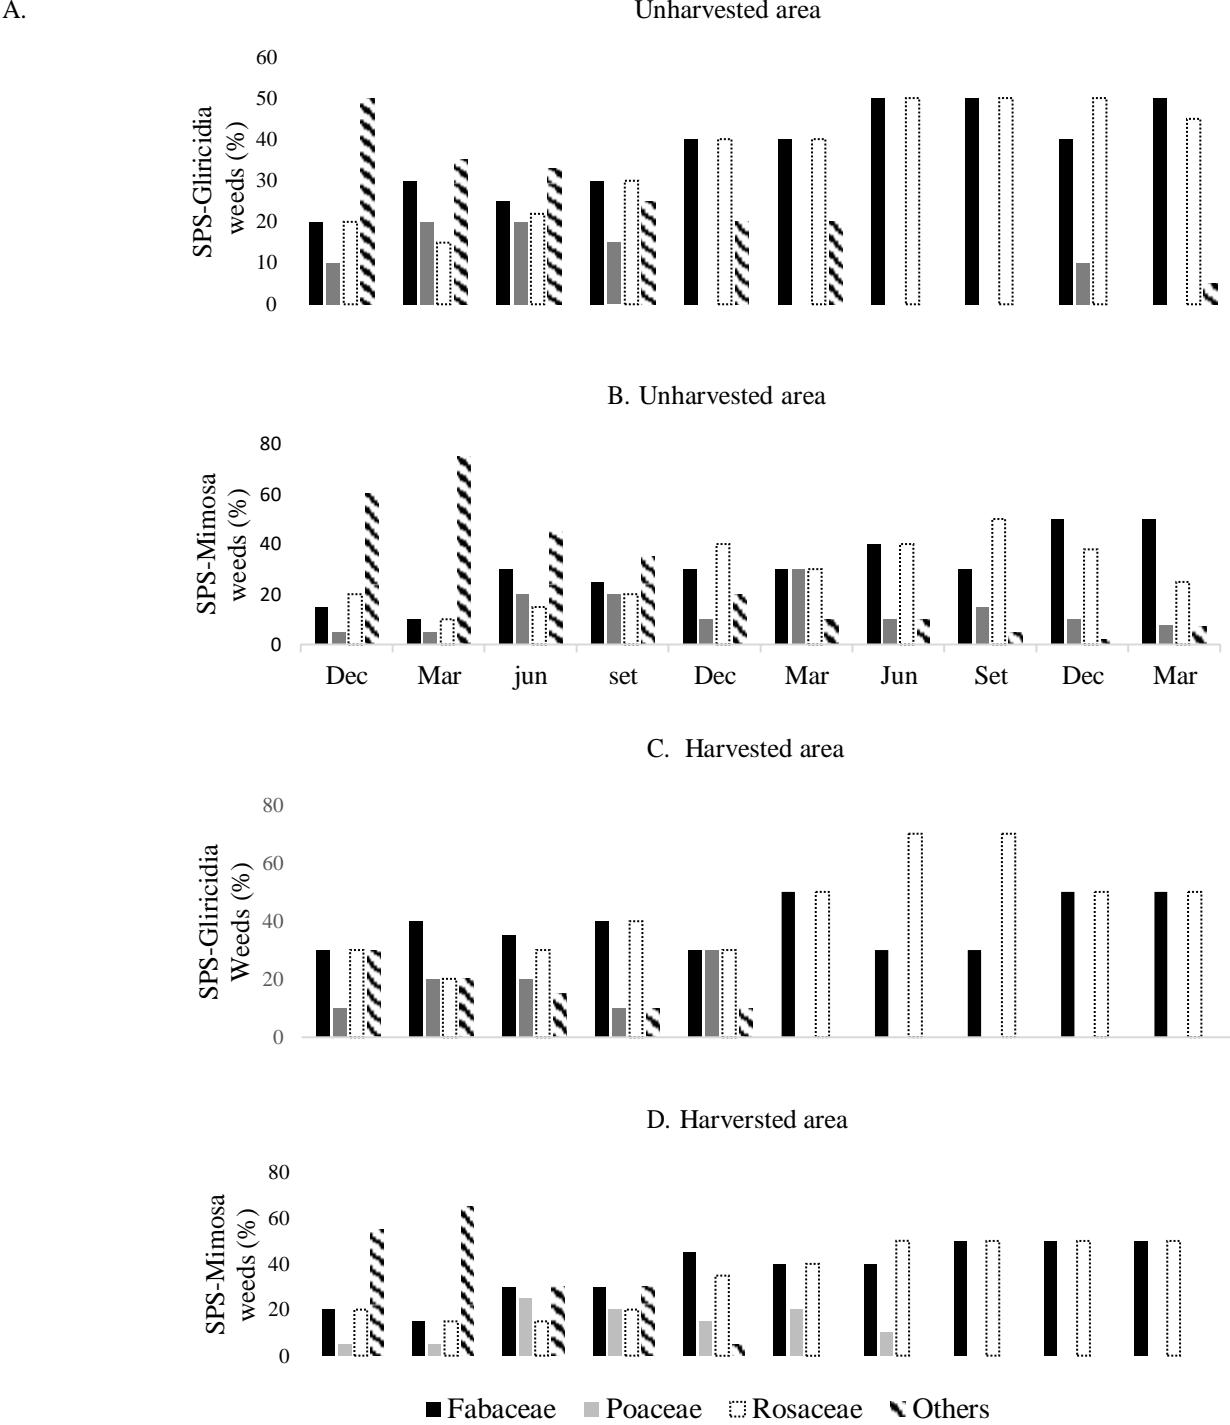 A.
Unharvested area
60
50
40
30
20
10
0
SPS-Gliricidia
weeds (%)
B. Unharvested area
80
60
40
20
0
SPS-Mimosa
weeds (%)
Dec Mar jun set Dec Mar Jun Set Dec Mar
C. Harvested area
80
60
40
20
0
SPS-Gliricidia
Weeds (%)
D. Harversted area
80
60
40
20
0
SPS-Mimosa
weeds (%)
Fabaceae Poaceae Rosaceae Others